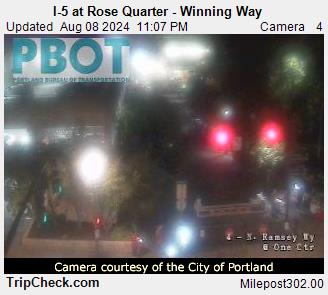 I-5 at Rose Quarter - Winning Way
Updated Aug 08 2024 11:07 PM Camera 4
PBOT
PORTLAND BUREAU OF TRANSPORTATION
4 - N. Ramsey Wy
@ One Ctr
Camera courtesy of the City of Portland
TripCheck.com Milepost302.00